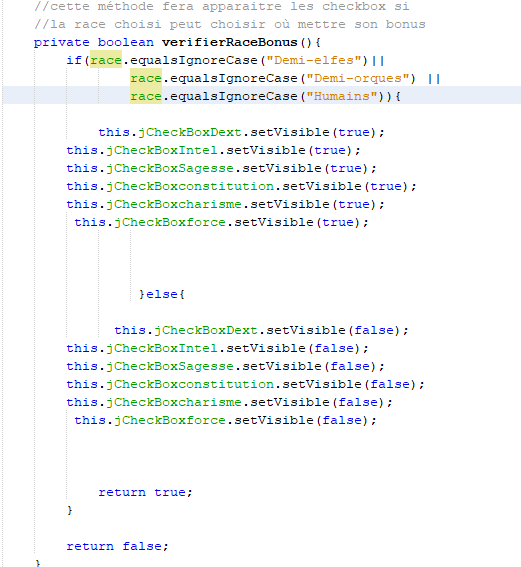 //cette méthode fera apparaitre les checkbox si
//la race choisi peut choisir où mettre son bonus
private boolean verifierRaceBonus(){
if(race.equalsIgnoreCase("Demi-elfes")||
race.equalsIgnoreCase("Demi-orques") ||
race.equalsIgnoreCase("Humains")){
this.jCheckBoxDext.setVisible(true);
this.jCheckBoxIntel.setVisible(true);
this.jCheckBoxSagesse.setVisible(true);
this.jCheckBoxconstitution.setVisible(true);
this.jCheckBoxcharisme.setVisible(true);
this.jCheckBoxforce.setVisible(true);
}else{
this.jCheckBoxDext.setVisible(false);
this.jCheckBoxIntel.setVisible(false);
this.jCheckBoxSagesse.setVisible(false);
this.jCheckBoxconstitution.setVisible(false);
this.jCheckBoxcharisme.setVisible(false);
this.jCheckBoxforce.setVisible(false);
return true;
}
return false;
}